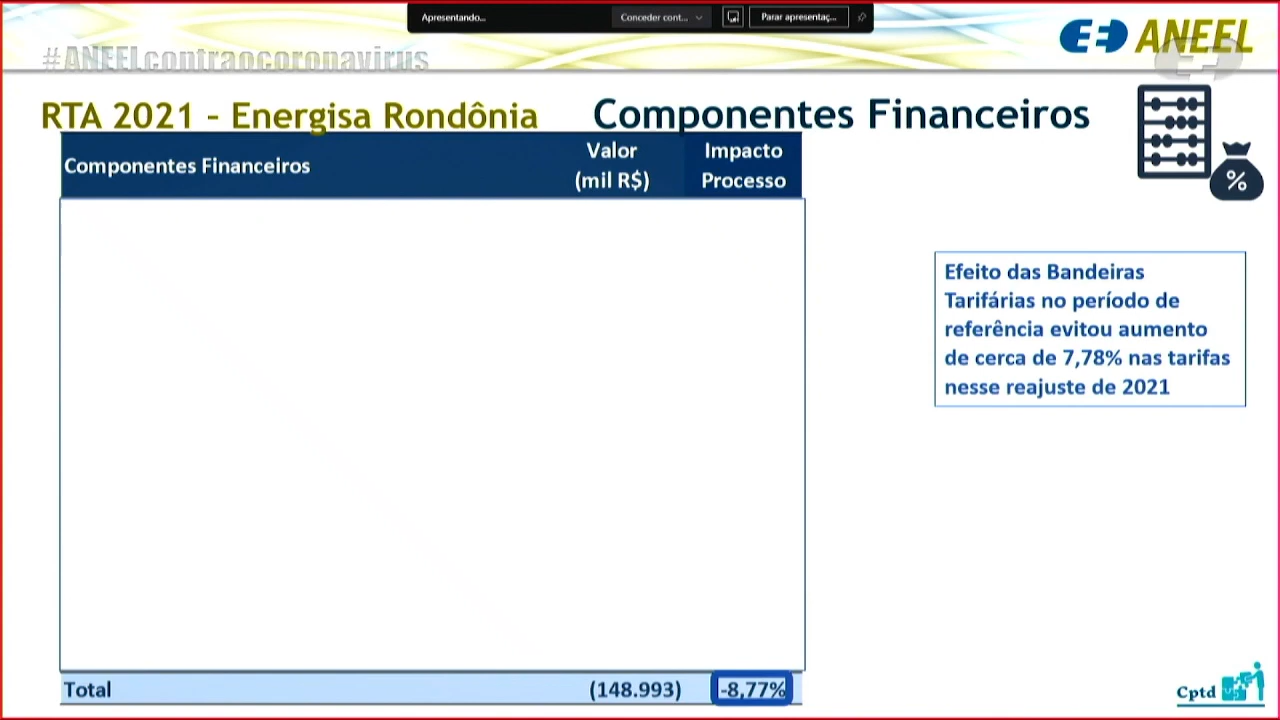 Apresentando...
Conceder cont...
Parar apresentaç...
ANEEL
#ANEELcontraocoronavirus
RTA 2021 – Energisa Rondônia
Componentes Financeiros
Componentes Financeiros
Valor
(mil R$)
Impacto
Processo
%
Efeito das Bandeiras
Tarifárias no período de
referência evitou aumento
de cerca de 7,78% nas tarifas
nesse reajuste de 2021
Total
(148.993)
-8,77%
Cptd